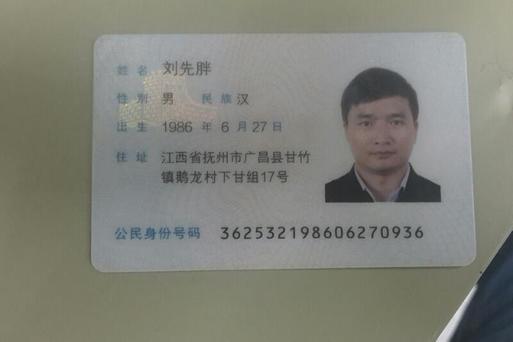 姓名 刘先胖
性别 男 民族 汉
出生 1986 年 6 月 27 日
住址 江西省抚州市广昌县甘竹
镇鹅龙村下甘组17号
公民身份号码 362532198606270936